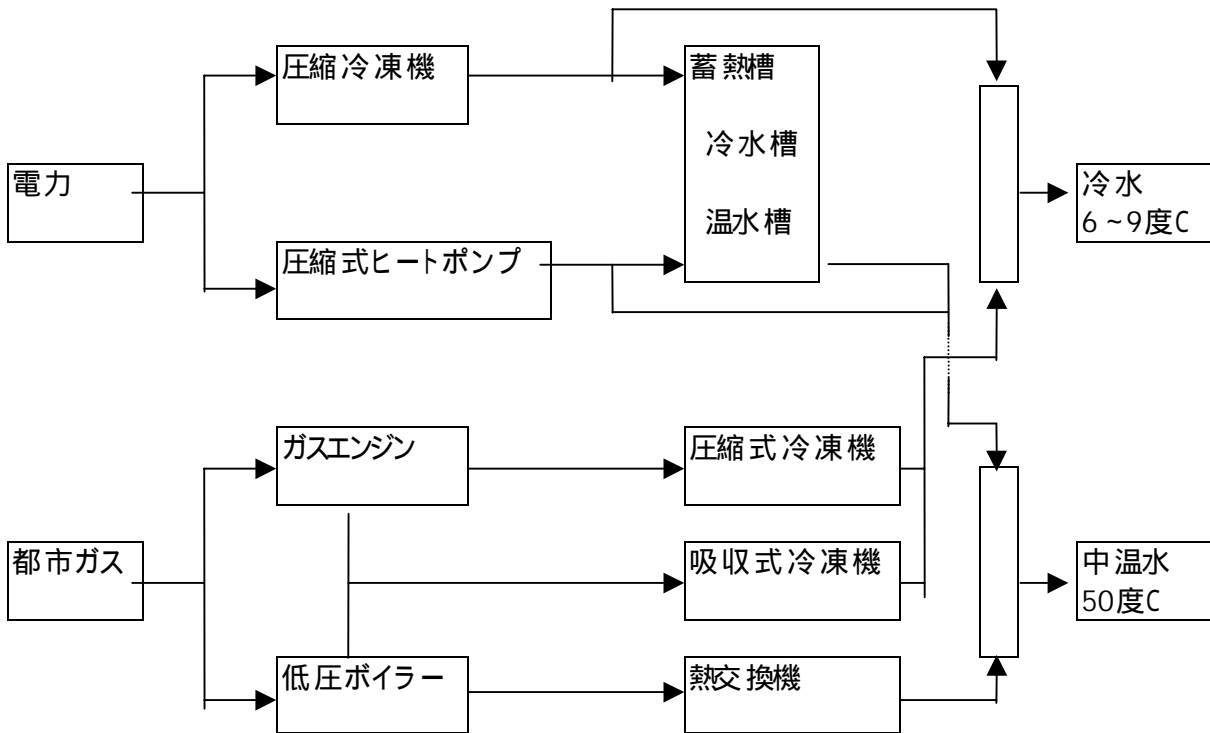 圧縮冷凍機
蓄熱槽
冷水槽
温水槽
電力
冷水
6~9度C
圧縮式ヒートポンプ
ガスエンジン
圧縮式冷凍機
都市ガス
吸収式冷凍機
中温水
50度C
低圧ボイラー
熱交換機